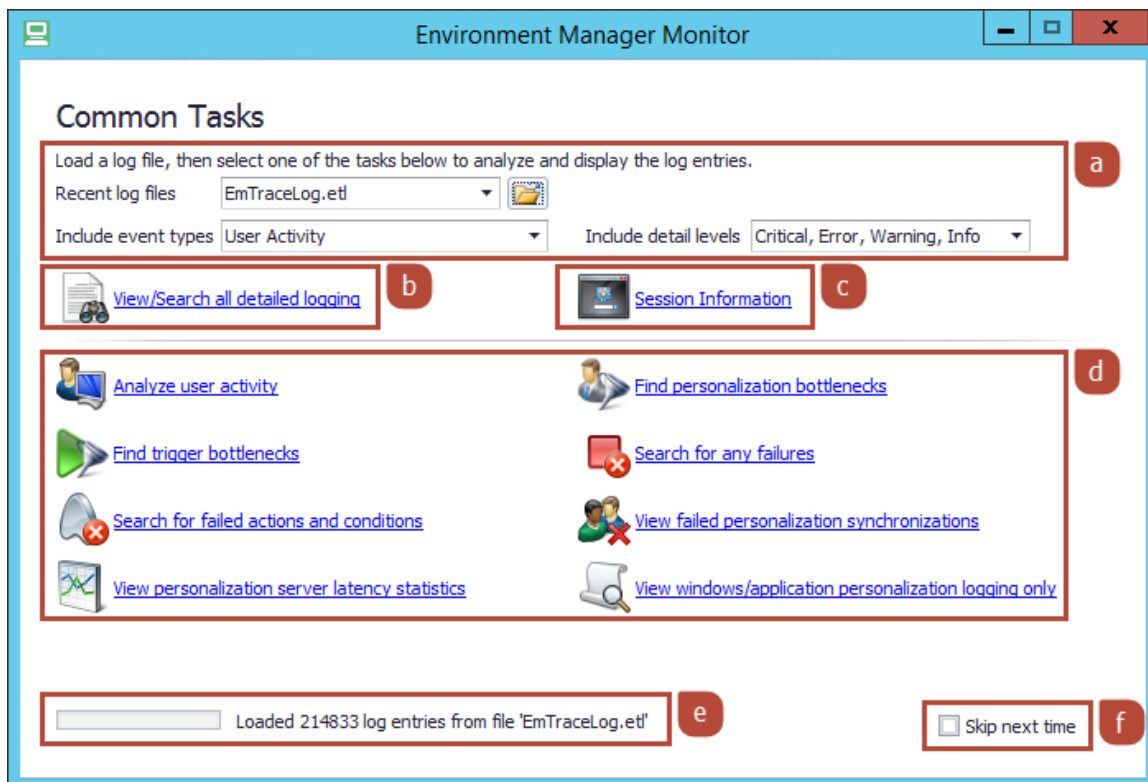 Environment Manager Monitor
Common Tasks
Load a log file, then select one of the tasks below to analyze and display the log entries.
a
Recent log files EmTraceLog.etl
Include event types User Activity Include detail levels Critical, Error, Warning, Info
View/Search all detailed logging b Session Information c
d
Analyze user activity Find personalization bottlenecks
Find trigger bottlenecks Search for any failures
Search for failed actions and conditions View failed personalization synchronizations
View personalization server latency statistics View windows/application personalization logging only
Loaded 214833 log entries from file 'EmTraceLog.etl' e
Skip next time f